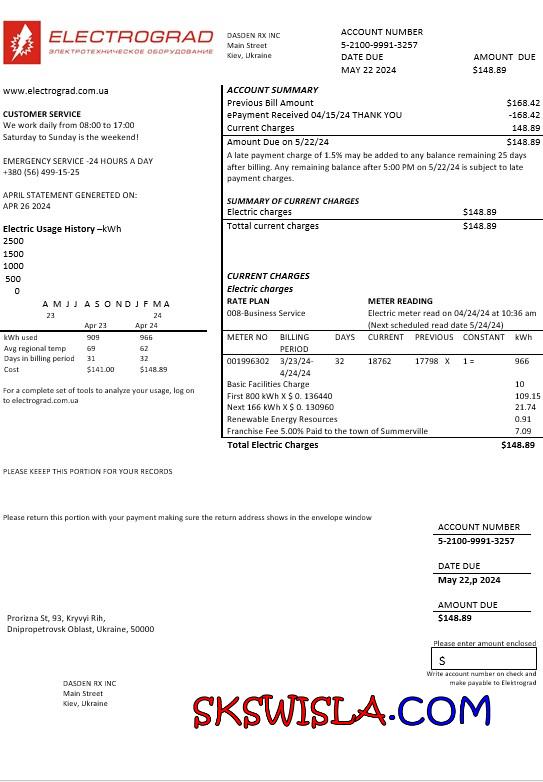 ELECTROGRAD
ЭЛЕКТРОТЕХНИЧЕСКОЕ ОБОРУДОВАНИЕ
DASDEN RX INC
Main Street
Kiev, Ukraine
ACCOUNT NUMBER
5-2100-9991-3257
DATE DUE AMOUNT DUE
MAY 22 2024 $148.89
www.electrograd.com.ua
CUSTOMER SERVICE
We work daily from 08:00 to 17:00
Saturday to Sunday is the weekend!
EMERGENCY SERVICE -24 HOURS A DAY
+380 (56) 499-15-25
APRIL STATEMENT GENERETED ON:
APR 26 2024
Electric Usage History –kWh
2500
1500
1000
500
0
A M J J A S O N D J F M A
23 24
Apr 23 Apr 24
kWh used 909 966
Avg regional temp 69 62
Days in billing period 31 32
Cost $141.00 $148.89
For a complete set of tools to analyze your usage, log on
to electrograd.com.ua
ACCOUNT SUMMARY
Previous Bill Amount $168.42
ePayment Received 04/15/24 THANK YOU -168.42
Current Charges 148.89
Amount Due on 5/22/24 $148.89
A late payment charge of 1.5% may be added to any balance remaining 25 days
after billing. Any remaining balance after 5:00 PM on 5/22/24 is subject to late
payment charges.
SUMMARY OF CURRENT CHARGES
Electric charges $148.89
Tottal current charges $148.89
CURRENT CHARGES
Electric charges
RATE PLAN METER READING
008-Business Service Electric meter read on 04/24/24 at 10:36 am
(Next scheduled read date 5/24/24)
METER NO BILLING DAYS CURRENT PREVIOUS CONSTANT kWh
PERIOD
001996302 3/23/24- 32 18762 17798 X 1 = 966
4/24/24
Basic Facilities Charge 10
First 800 kWh X $ 0. 136440 109.15
Next 166 kWh X $ 0. 130960 21.74
Renewable Energy Resources 0.91
Franchise Fee 5.00% Paid to the town of Summerville 7.09
Total Electric Charges $148.89
PLEASE KEEEP THIS PORTION FOR YOUR RECORDS
Please return this portion with your payment making sure the return address shows in the envelope window
ACCOUNT NUMBER
5-2100-9991-3257
DATE DUE
May 22,p 2024
AMOUNT DUE
$148.89
Prorizna St, 93, Kryvyi Rih,
Dnipropetrovsk Oblast, Ukraine, 50000
Please enter amount enclosed
$
Write account number on check and
make payable to Elektrograd
DASDEN RX INC
Main Street
Kiev, Ukraine
SKSWISLA.COM